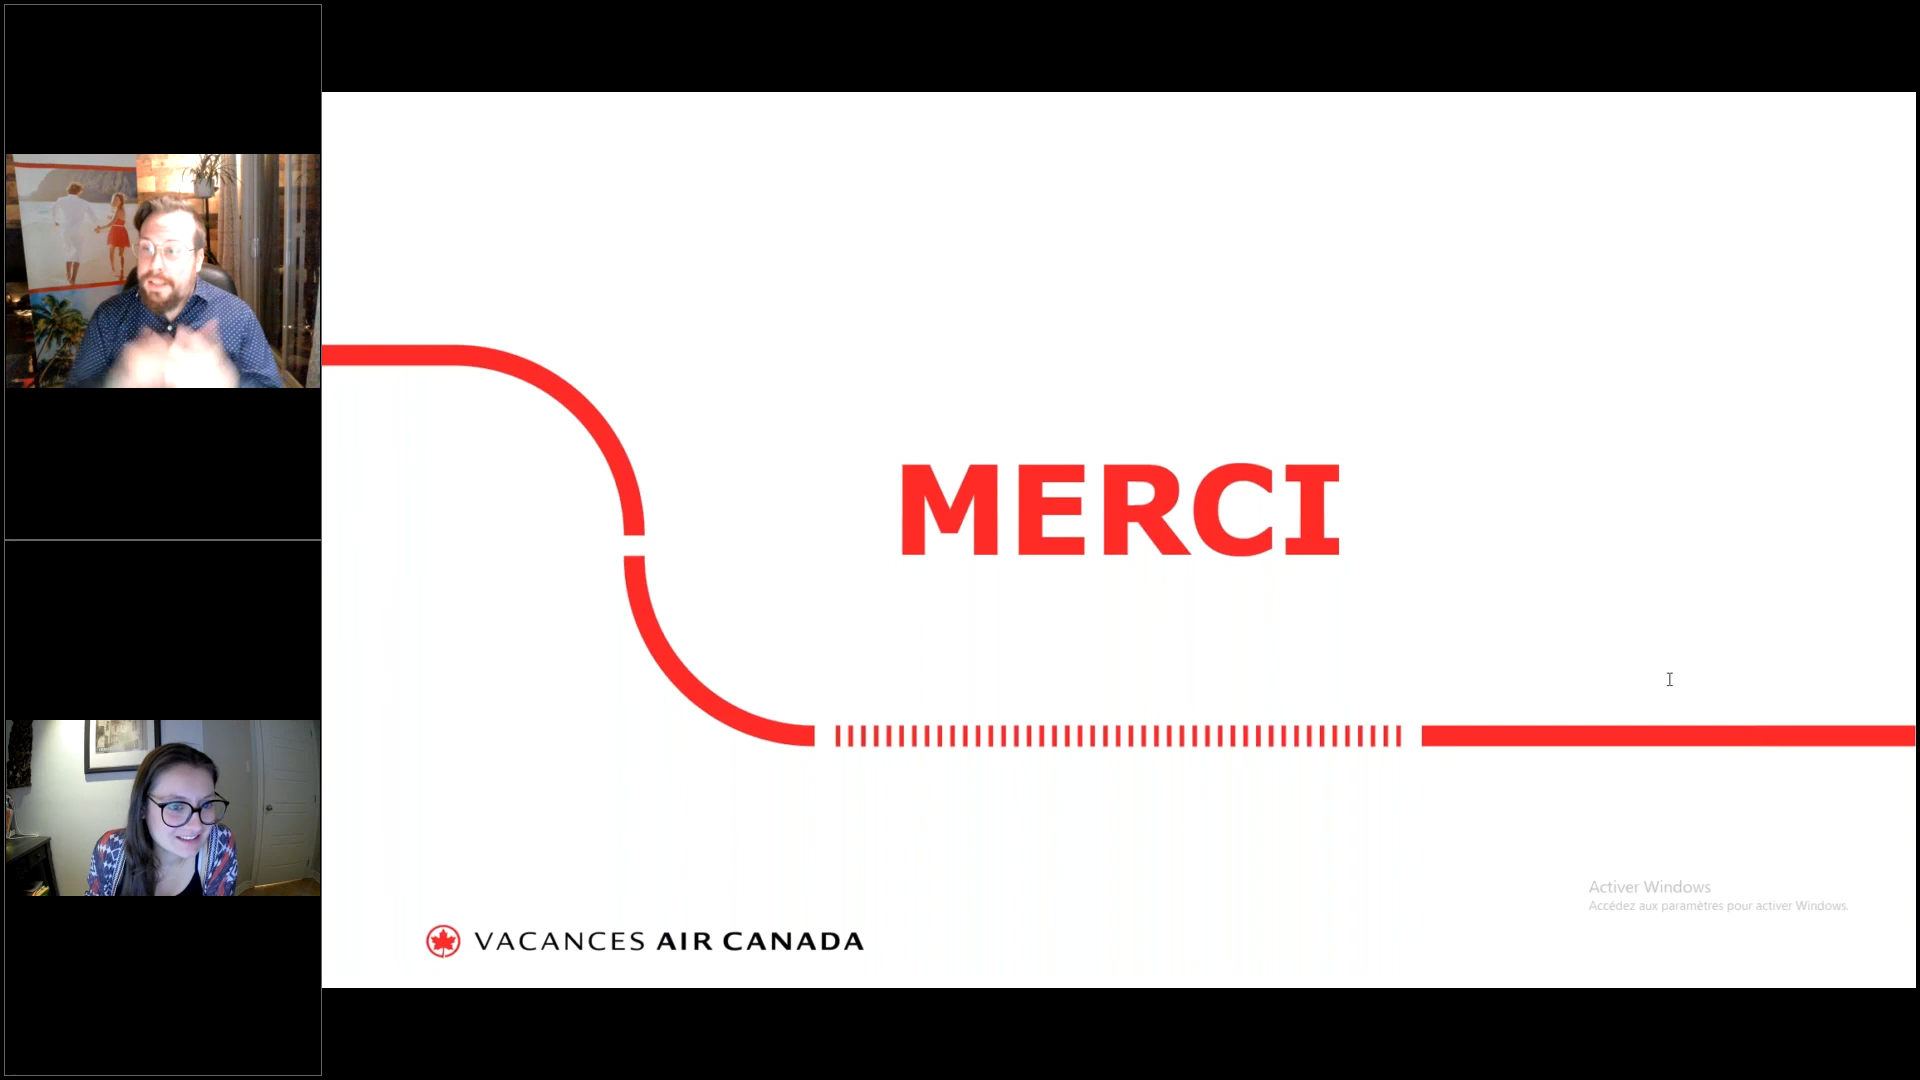 MERCI
Activer Windows
Accédez aux paramètres pour activer Windows.
VACANCES AIR CANADA